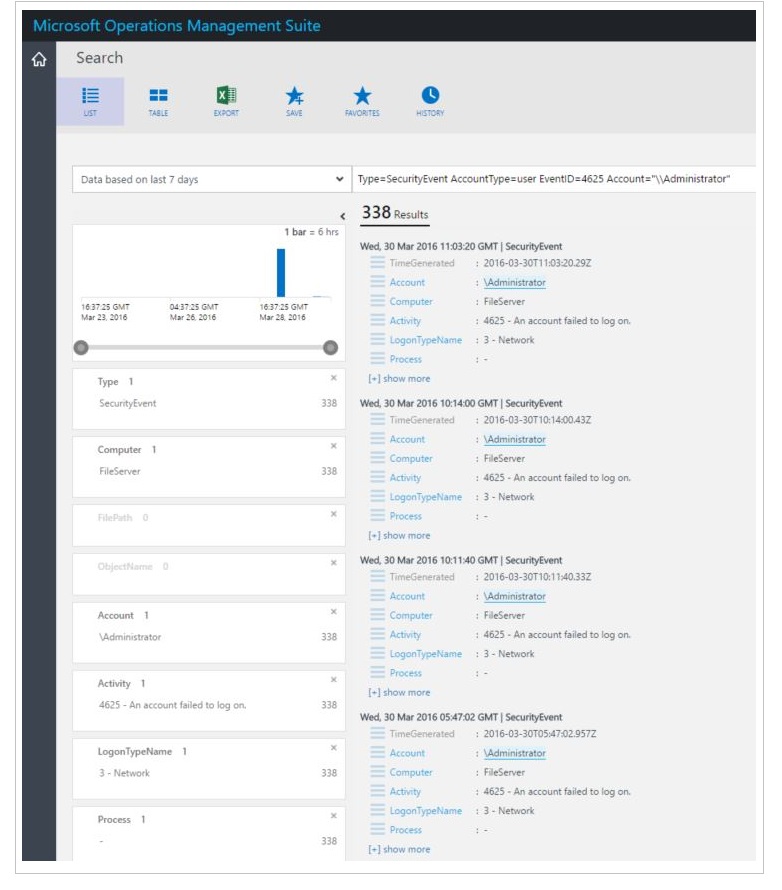 Microsoft Operations Management Suite
Search
LIST
TABLE
EXPORT
SAVE
FAVORITES
HISTORY
Data based on last 7 days
Type=SecurityEvent AccountType=user EventID=4625 Account="\\Administrator"
338 Results
1 bar = 6 hrs
16:37:25 GMT
Mar 23, 2016
04:37:25 GMT
Mar 26, 2016
16:37:25 GMT
Mar 28, 2016
Type 1
SecurityEvent 338
Computer 1
FileServer 338
FilePath 0
ObjectName 0
Account 1
\Administrator 338
Activity 1
4625 - An account failed to log on. 338
LogonTypeName 1
3 - Network 338
Process 1
- 338
Wed, 30 Mar 2016 11:03:20 GMT | SecurityEvent
TimeGenerated : 2016-03-30T11:03:20.29Z
Account : \Administrator
Computer : FileServer
Activity : 4625 - An account failed to log on.
LogonTypeName : 3 - Network
Process : -
[+] show more
Wed, 30 Mar 2016 10:14:00 GMT | SecurityEvent
TimeGenerated : 2016-03-30T10:14:00.43Z
Account : \Administrator
Computer : FileServer
Activity : 4625 - An account failed to log on.
LogonTypeName : 3 - Network
Process : -
[+] show more
Wed, 30 Mar 2016 10:11:40 GMT | SecurityEvent
TimeGenerated : 2016-03-30T10:11:40.33Z
Account : \Administrator
Computer : FileServer
Activity : 4625 - An account failed to log on.
LogonTypeName : 3 - Network
Process : -
[+] show more
Wed, 30 Mar 2016 05:47:02 GMT | SecurityEvent
TimeGenerated : 2016-03-30T05:47:02.957Z
Account : \Administrator
Computer : FileServer
Activity : 4625 - An account failed to log on.
LogonTypeName : 3 - Network
Process : -
[+] show more